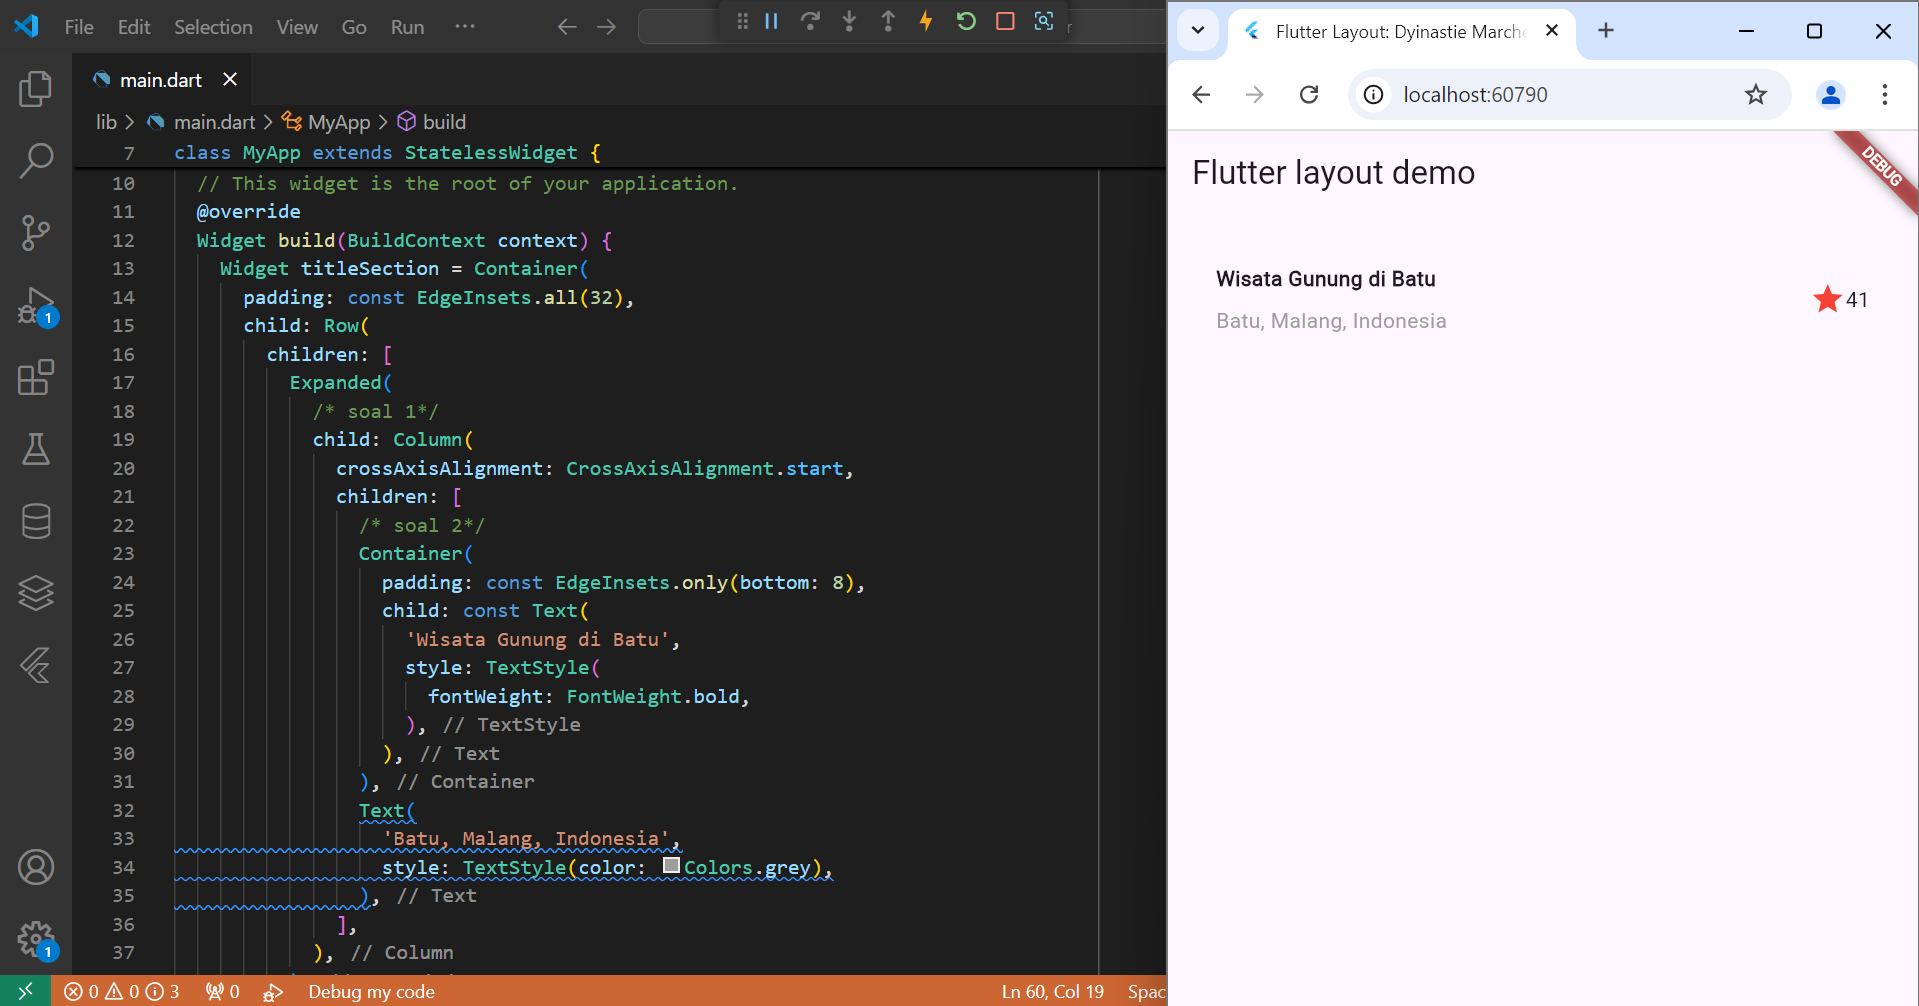 File Edit Selection View Go Run ···
main.dart
lib > main.dart > MyApp > build
7 class MyApp extends StatelessWidget {
10 // This widget is the root of your application.
11 @override
12 Widget build(BuildContext context) {
13 Widget titleSection = Container(
14 padding: const EdgeInsets.all(32),
15 child: Row(
16 children: [
17 Expanded(
18 /* soal 1*/
19 child: Column(
20 crossAxisAlignment: CrossAxisAlignment.start,
21 children: [
22 /* soal 2*/
23 Container(
24 padding: const EdgeInsets.only(bottom: 8),
25 child: const Text(
26 'Wisata Gunung di Batu',
27 style: TextStyle(
28 fontWeight: FontWeight.bold,
29 ), // TextStyle
30 ), // Text
31 ), // Container
32 Text(
33 'Batu, Malang, Indonesia',
34 style: TextStyle(color: Colors.grey),
35 ), // Text
36 ],
37 ), // Column
1
1
0 0 3 0 Debug my code Ln 60, Col 19 Spac
Flutter Layout: Dyinastie Marche
localhost:60790
Flutter layout demo
DEBUG
Wisata Gunung di Batu
Batu, Malang, Indonesia
41